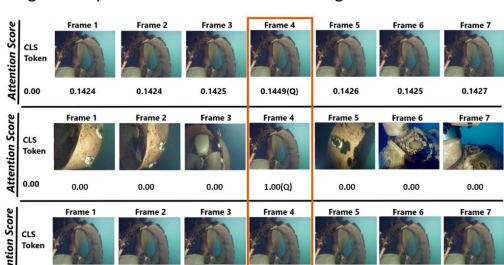 Frame 1 Frame 2 Frame 3 Frame 4 Frame 5 Frame 6 Frame 7
Attention Score
CLS
Token
0.00 0.1424 0.1424 0.1425 0.1449(Q) 0.1426 0.1425 0.1427
Frame 1 Frame 2 Frame 3 Frame 4 Frame 5 Frame 6 Frame 7
Attention Score
CLS
Token
0.00 0.00 0.00 0.00 1.00(Q) 0.00 0.00 0.00
Frame 1 Frame 2 Frame 3 Frame 4 Frame 5 Frame 6 Frame 7
Score
CLS
Token